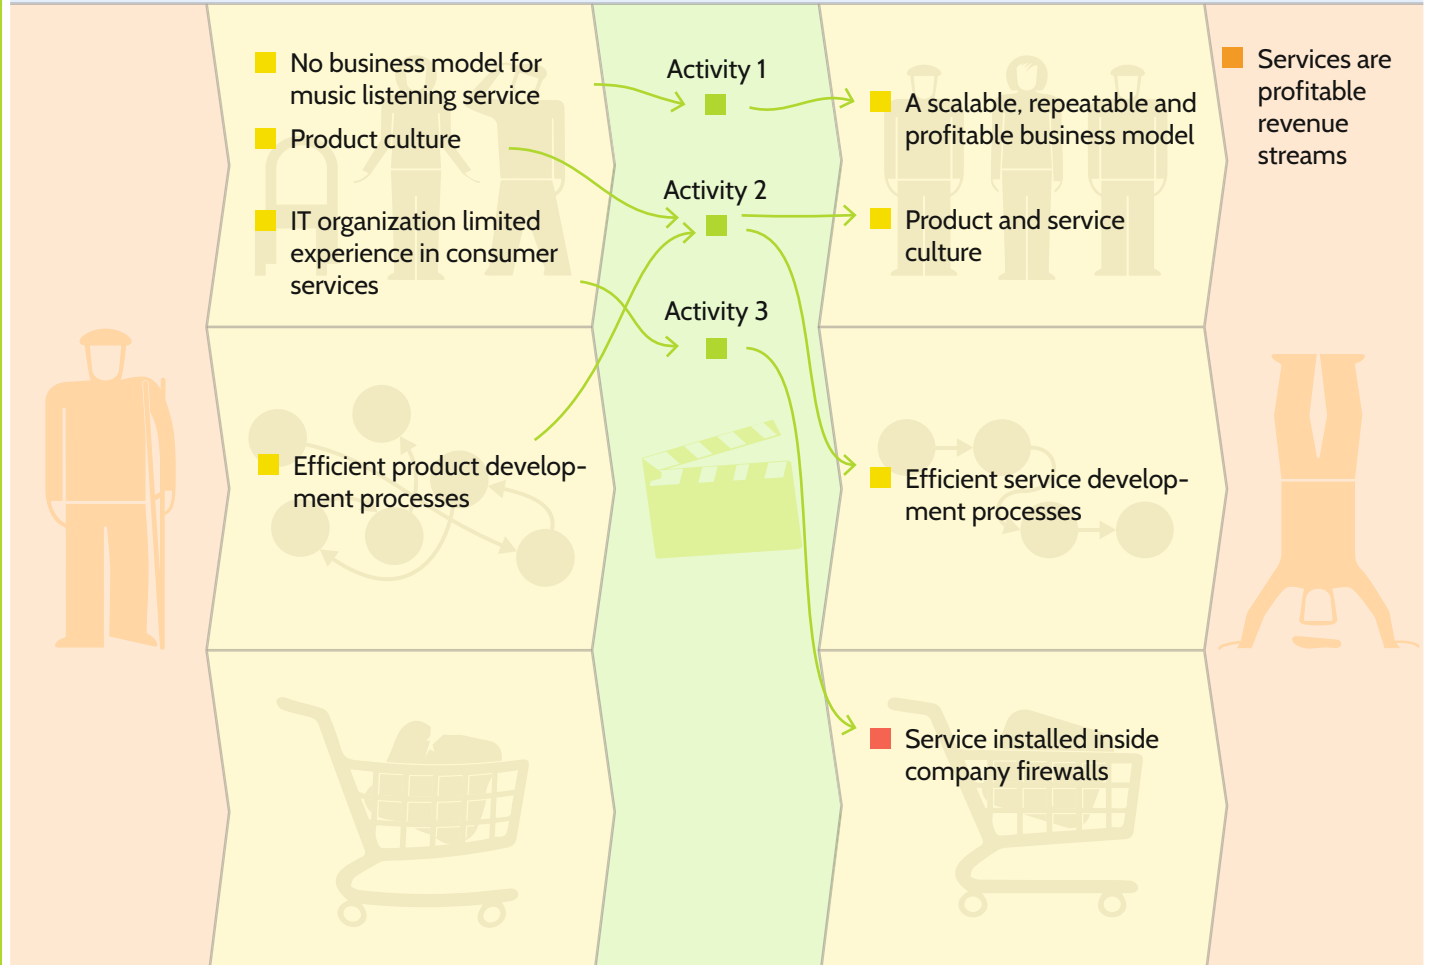 No business model for
music listening service
Product culture
IT organization limited
experience in consumer
services
Efficient product develop-
ment processes
Activity 1
Activity 2
Activity 3
A scalable, repeatable and
profitable business model
Product and service
culture
Efficient service develop-
ment processes
Service installed inside
company firewalls
Services are
profitable
revenue
streams